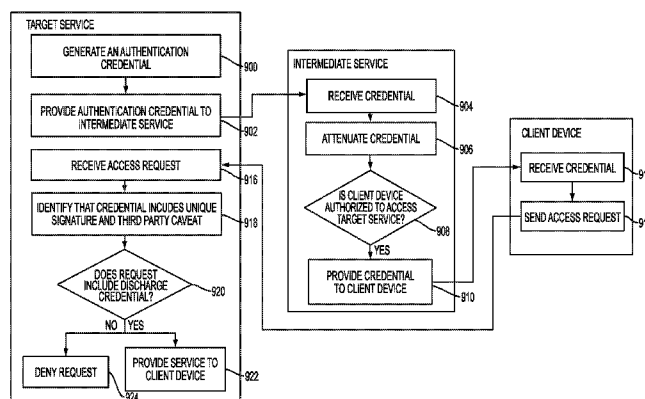 TARGET SERVICE
GENERATE AN AUTHENTICATION
CREDENTIAL
900
PROVIDE AUTHENTICATION CREDENTIAL TO
INTERMEDIATE SERVICE
902
RECEIVE ACCESS REQUEST
916
IDENTIFY THAT CREDENTIAL INCLUDES UNIQUE
SIGNATURE AND THIRD PARTY CAVEAT
918
DOES REQUEST
INCLUDE DISCHARGE
CREDENTIAL?
920
NO
YES
DENY REQUEST
924
PROVIDE SERVICE TO
CLIENT DEVICE
922
INTERMEDIATE SERVICE
RECEIVE CREDENTIAL
904
ATTENUATE CREDENTIAL
906
IS CLIENT DEVICE
AUTHORIZED TO ACCESS
TARGET SERVICE?
908
YES
PROVIDE CREDENTIAL
TO CLIENT DEVICE
910
CLIENT DEVICE
RECEIVE CREDENTIAL
SEND ACCESS REQUEST